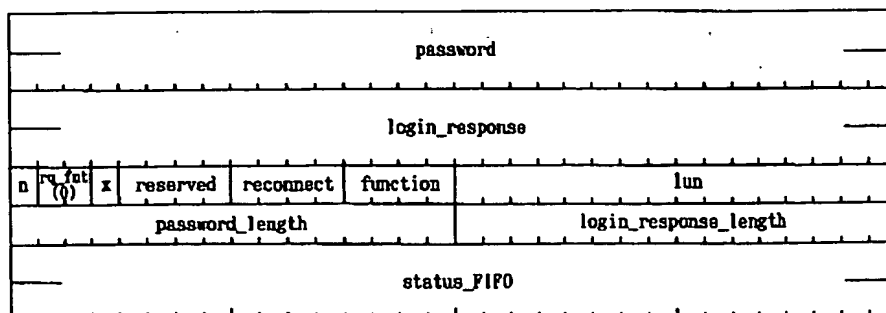 password
login_response
n rq_fmt (0) x reserved reconnect function lun
password_length login_response_length
status_FIFO